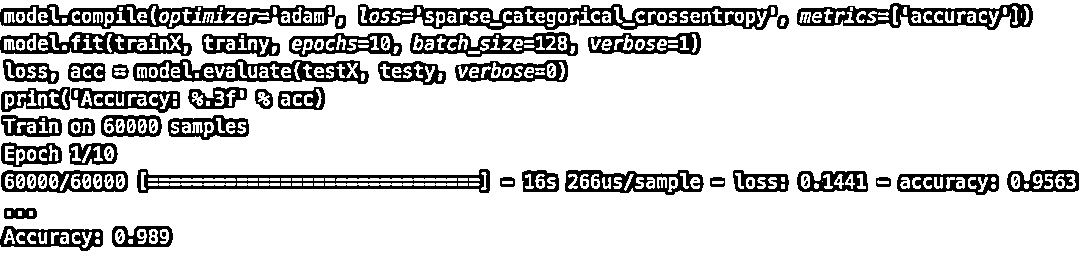 model.compile(optimizer='adam', loss='sparse_categorical_crossentropy', metrics=['accuracy'])
model.fit(trainX, trainy, epochs=10, batch_size=128, verbose=1)
loss, acc = model.evaluate(testX, testy, verbose=0)
print('Accuracy: %.3f' % acc)
Train on 60000 samples
Epoch 1/10
60000/60000 [==============================] - 16s 266us/sample - loss: 0.1441 - accuracy: 0.9563
...
Accuracy: 0.989